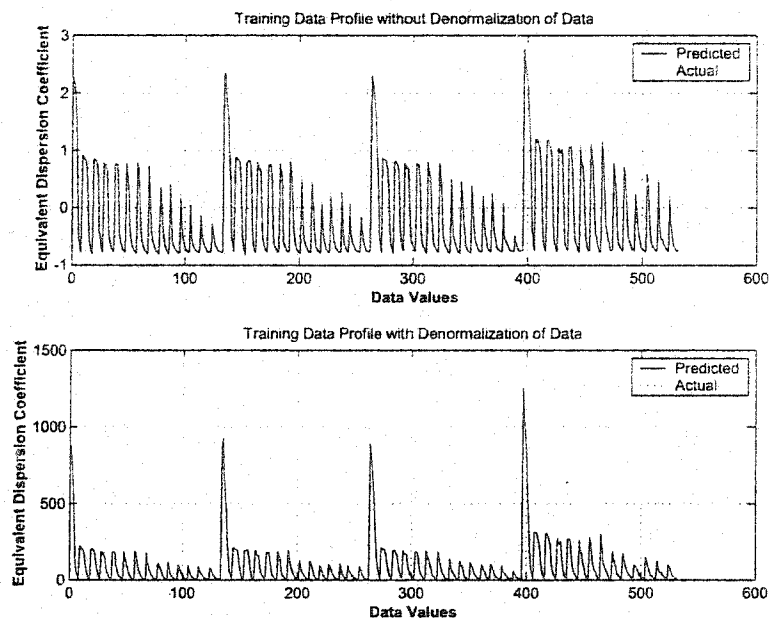 Training Data Profile without Denormalization of Data
Equivalent Dispersion Coefficient
3
2
1
0
-1
Predicted
Actual
0 100 200 300 400 500 600
Data Values
Training Data Profile with Denormalization of Data
Equivalent Dispersion Coefficient
1500
1000
500
0
Predicted
Actual
0 100 200 300 400 500 600
Data Values